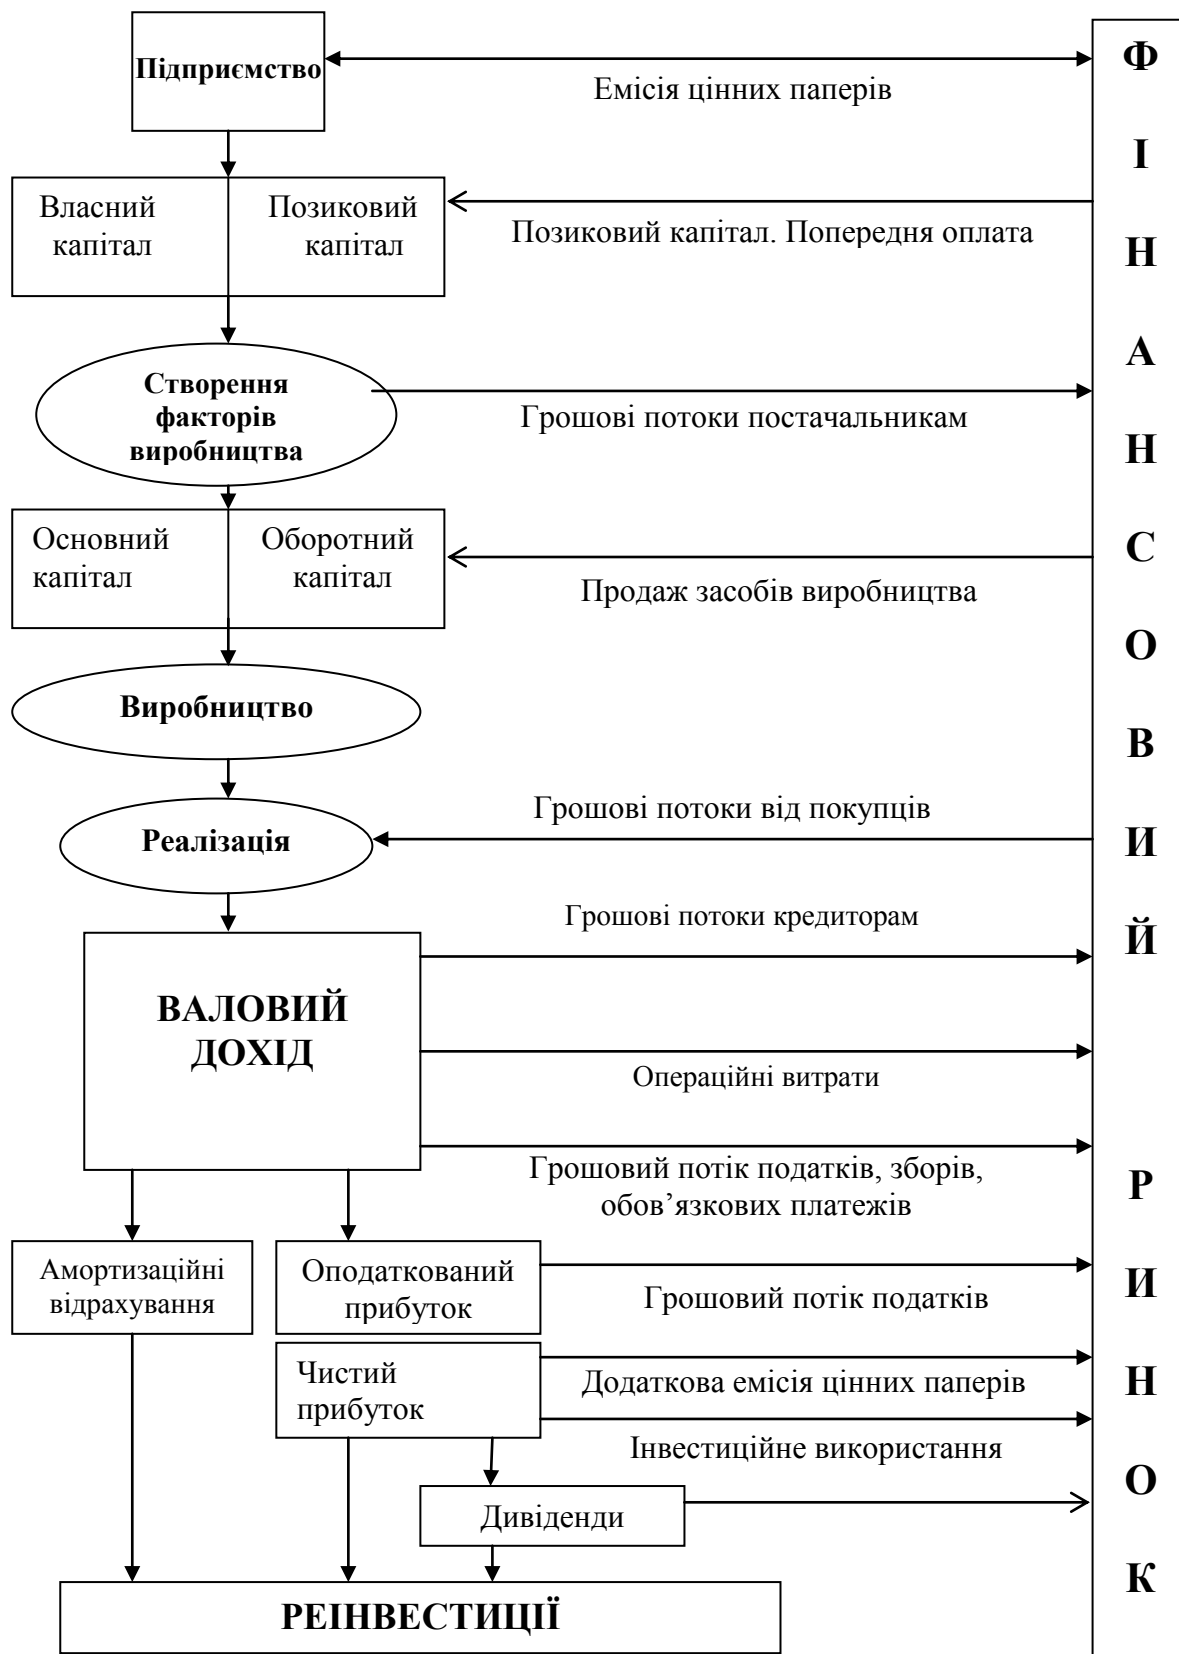 Підприємство
Емісія цінних паперів
Власний
капітал
Позиковий
капітал
Позиковий капітал. Попередня оплата
Створення
факторів
виробництва
Грошові потоки постачальникам
Основний
капітал
Оборотний
капітал
Продаж засобів виробництва
Виробництво
Грошові потоки від покупців
Реалізація
Грошові потоки кредиторам
ВАЛОВИЙ
ДОХІД
Операційні витрати
Грошовий потік податків, зборів,
обов’язкових платежів
Амортизаційні
відрахування
Оподаткований
прибуток
Грошовий потік податків
Чистий
прибуток
Додаткова емісія цінних паперів
Інвестиційне використання
Дивіденди
РЕІНВЕСТИЦІЇ
Ф
І
Н
А
Н
С
О
В
И
Й
Р
И
Н
О
К